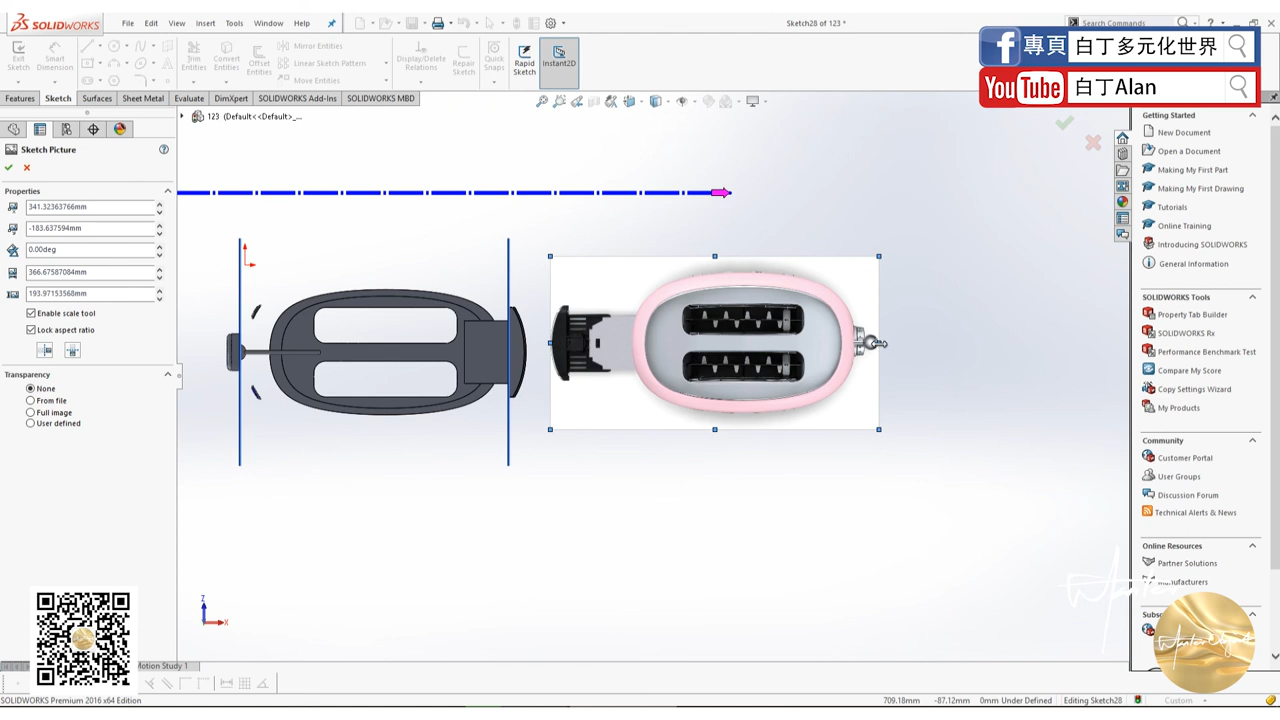 SOLIDWORKS
File Edit View Insert Tools Window Help
Sketch28 of 123 *
Search Commands
Exit Sketch
Smart Dimension
Trim Entities
Convert Entities
Offset Entities
Mirror Entities
Linear Sketch Pattern
Move Entities
Display/Delete Relations
Repair Sketch
Quick Snaps
Rapid Sketch
Instant2D
專頁 白丁多元化世界
YouTube 白丁Alan
Features Sketch Surfaces Sheet Metal Evaluate DimXpert SOLIDWORKS Add-Ins SOLIDWORKS MBD
123 (Default<<Default>_...
Sketch Picture
Properties
341.32363766mm
-183.637594mm
0.00deg
366.67587084mm
193.97153568mm
Enable scale tool
Lock aspect ratio
Transparency
None
From file
Full image
User defined
Z
X
Getting Started
New Document
Open a Document
Making My First Part
Making My First Drawing
Tutorials
Online Training
Introducing SOLIDWORKS
General Information
SOLIDWORKS Tools
Property Tab Builder
SOLIDWORKS Rx
Performance Benchmark Test
Compare My Score
Copy Settings Wizard
My Products
Community
Customer Portal
User Groups
Discussion Forum
Technical Alerts & News
Online Resources
Partner Solutions
Manufacturers
Motion Study 1
SOLIDWORKS Premium 2016 x64 Edition
709.18mm -87.12mm 0mm Under Defined Editing Sketch28 Custom